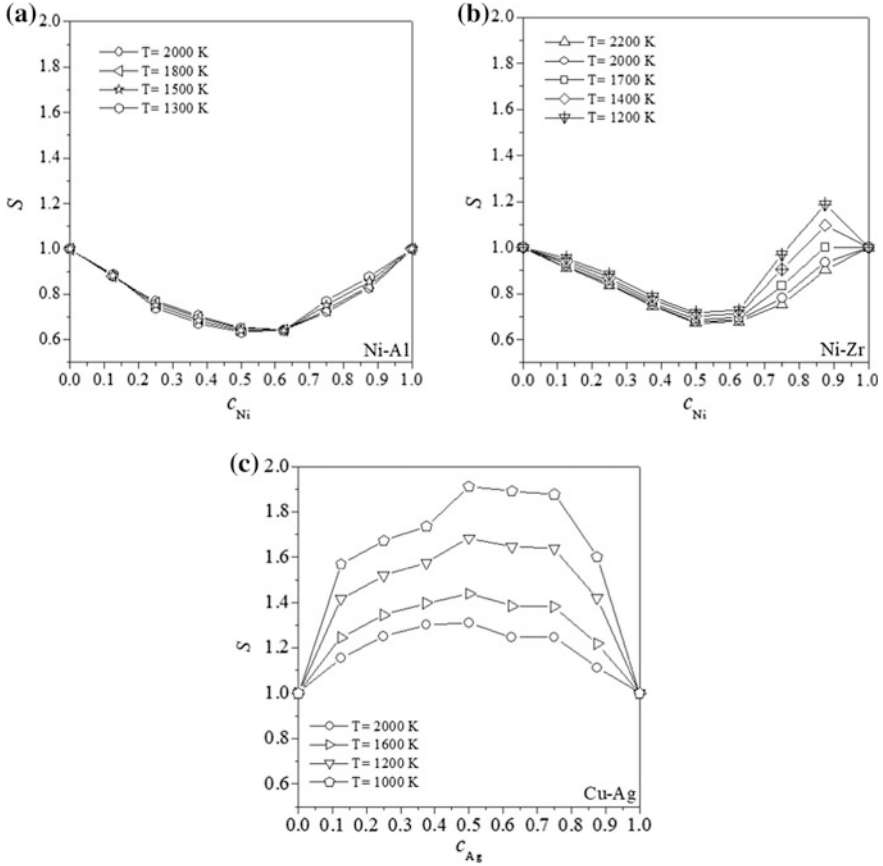 (a)
2.0
1.8
1.6
1.4
1.2
1.0
0.8
0.6
S
T= 2000 K
T= 1800 K
T= 1500 K
T= 1300 K
Ni-Al
0.0 0.1 0.2 0.3 0.4 0.5 0.6 0.7 0.8 0.9 1.0
c Ni
(b)
2.0
1.8
1.6
1.4
1.2
1.0
0.8
0.6
S
T= 2200 K
T= 2000 K
T= 1700 K
T= 1400 K
T= 1200 K
Ni-Zr
0.0 0.1 0.2 0.3 0.4 0.5 0.6 0.7 0.8 0.9 1.0
c Ni
(c)
2.0
1.8
1.6
1.4
1.2
1.0
0.8
0.6
S
T= 2000 K
T= 1600 K
T= 1200 K
T= 1000 K
Cu-Ag
0.0 0.1 0.2 0.3 0.4 0.5 0.6 0.7 0.8 0.9 1.0
c Ag